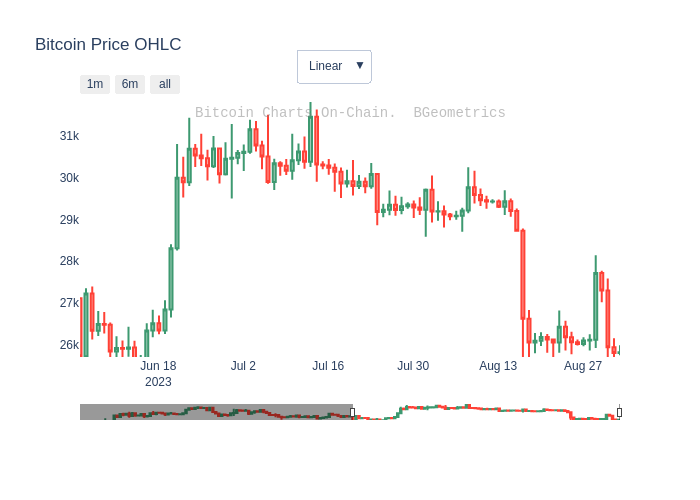 Bitcoin Price OHLC
Linear ▼
1m 6m all
Bitcoin Charts On-Chain. BGeometrics
31k
30k
29k
28k
27k
26k
Jun 18 Jul 2 Jul 16 Jul 30 Aug 13 Aug 27
2023